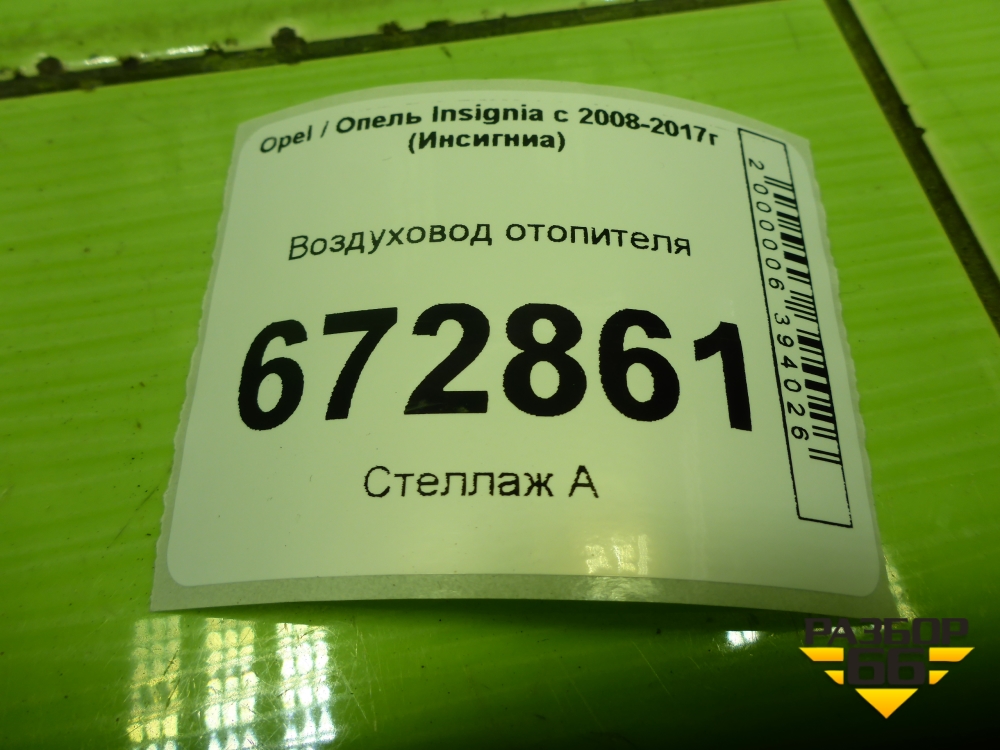 Opel / Опель Insignia с 2008-2017г
(Инсигниа)
Воздуховод отопителя
672861
Стеллаж А
2000006394026
РАЗБОР
66